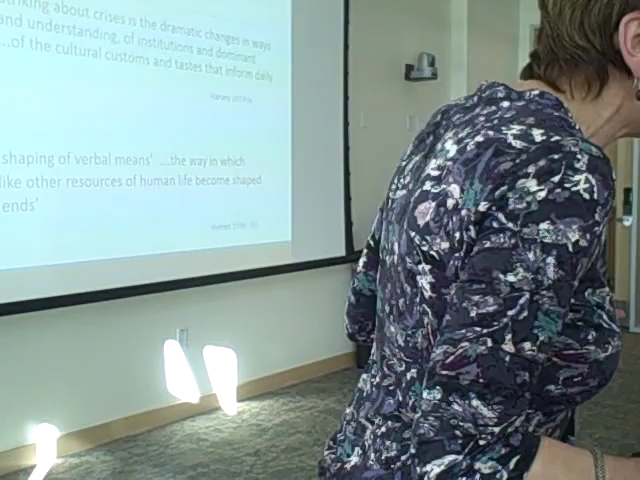 thinking about crises is the dramatic changes in ways
and understanding, of institutions and dominant
...of the cultural customs and tastes that inform daily
Harvey
shaping of verbal means' ....the way in which
like other resources of human life become shaped
ends'
Hymes